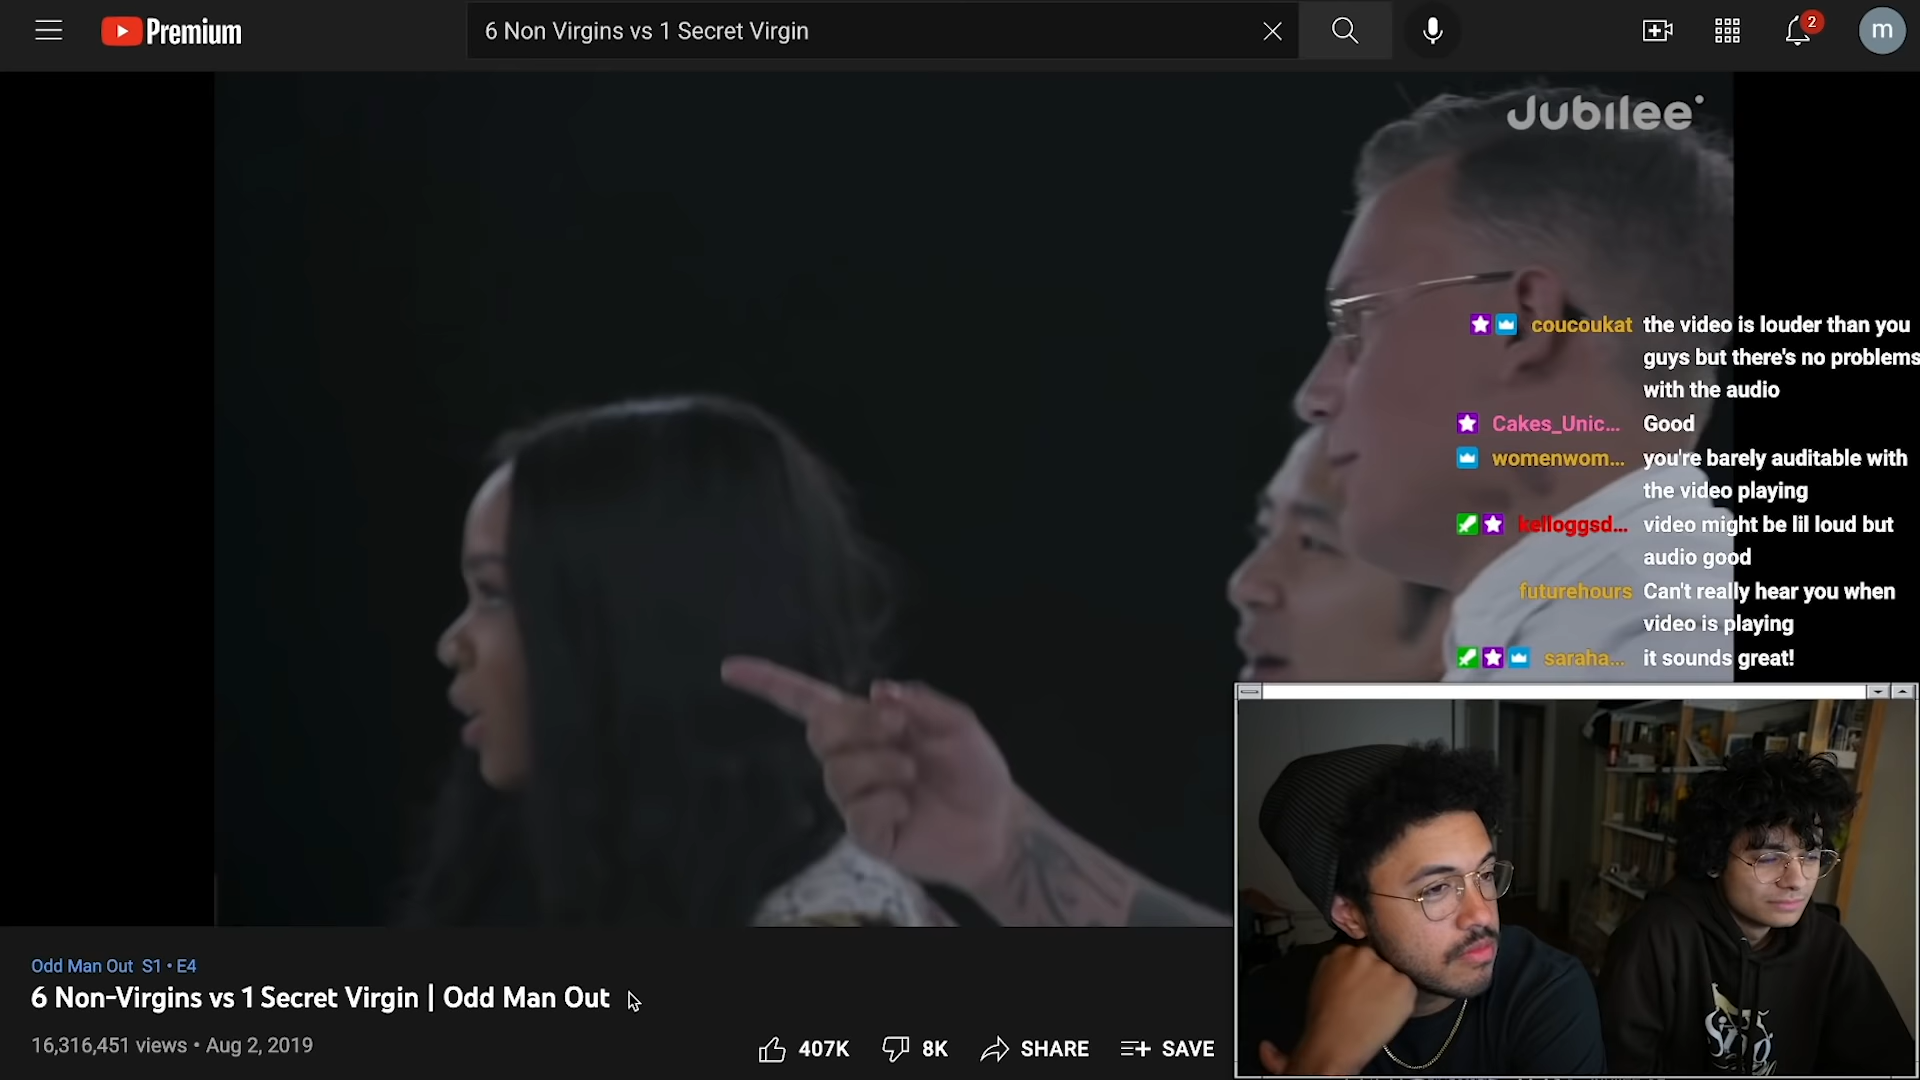 Premium
6 Non Virgins vs 1 Secret Virgin
2
m
Jubilee
coucoukat the video is louder than you
guys but there's no problems
with the audio
Cakes_Unic... Good
womenwom... you're barely auditable with
the video playing
kelloggsd... video might be lil loud but
audio good
futurehours Can't really hear you when
video is playing
saraha... it sounds great!
Odd Man Out S1 • E4
6 Non-Virgins vs 1 Secret Virgin | Odd Man Out
16,316,451 views • Aug 2, 2019
407K
8K
SHARE
SAVE